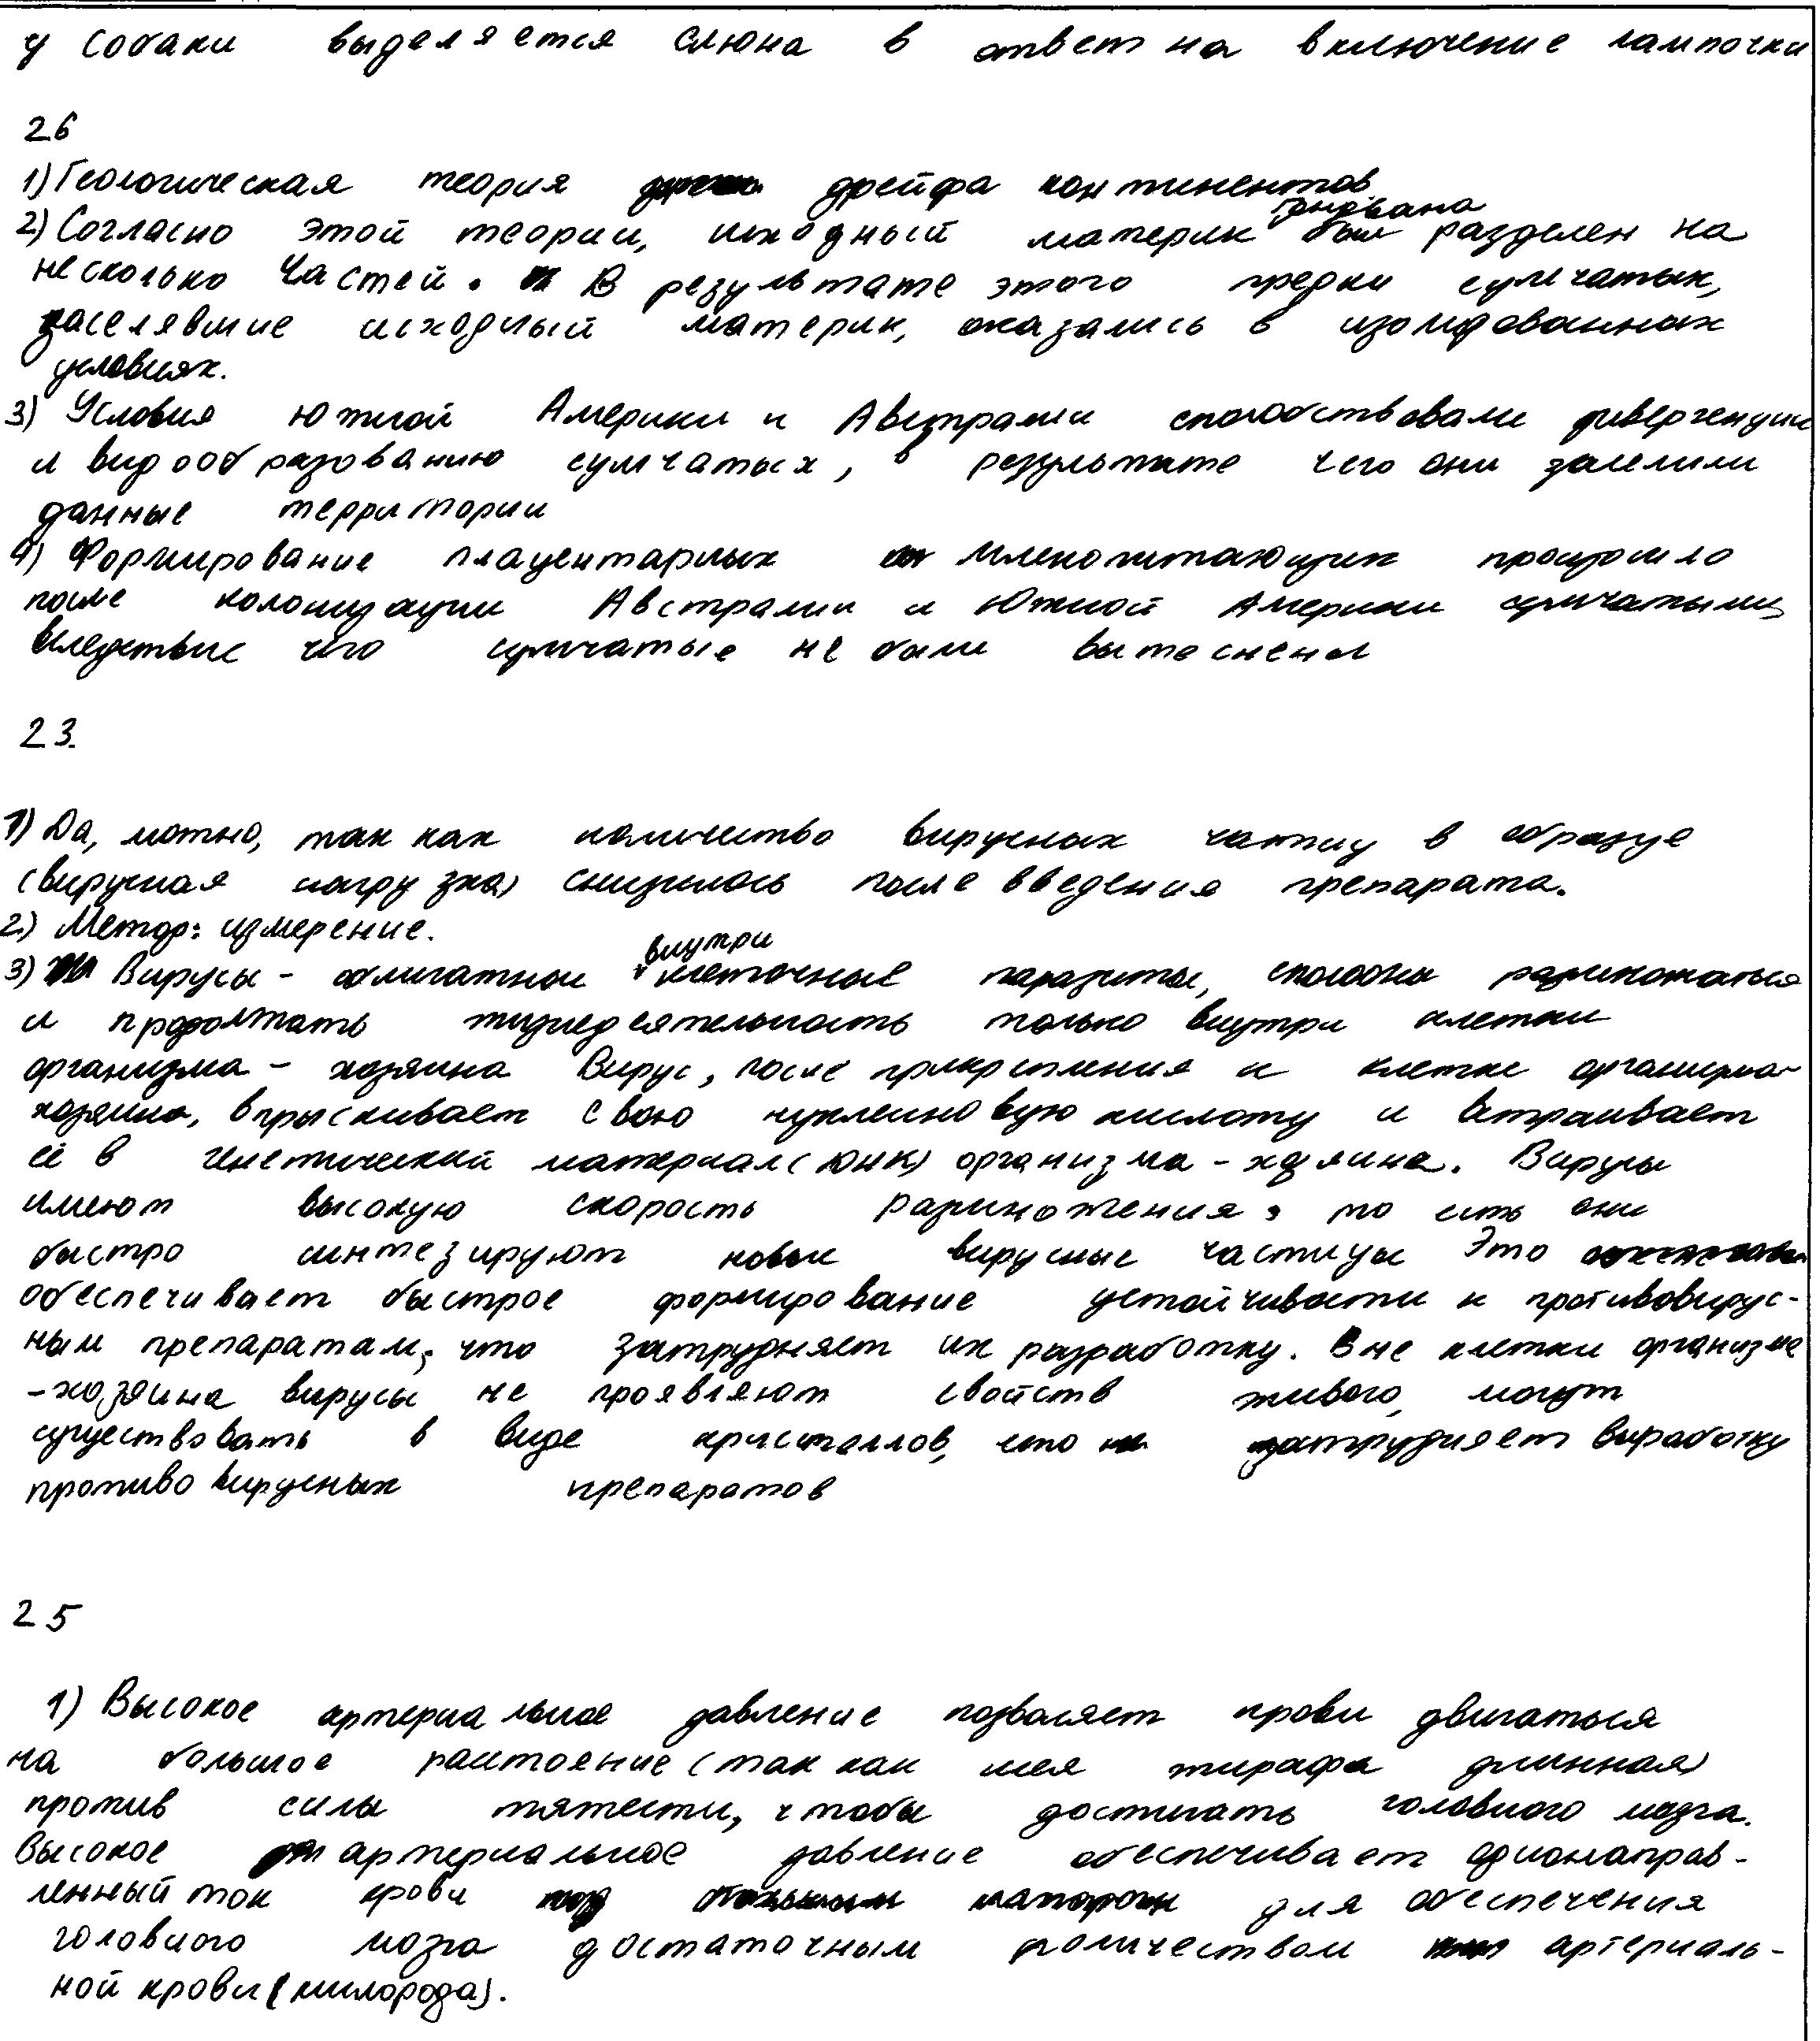 у собаки выделяется слюна в ответ на включение лампочки
26
1) Геологическая теория дрейфа континентов
2) Согласно этой теории, исходный материк Гондвана был разделен на
несколько частей. В результате этого предки сумчатых,
заселявшие исходный материк, оказались в изолированных
условиях.
3) Условия Южной Америки и Австралии способствовали дивергенции
и видообразованию сумчатых, в результате чего они заселили
данные территории
4) Формирование плацентарных млекопитающих произошло
после колонизации Австралии и Южной Америки сумчатыми,
вследствие чего сумчатые не были вытеснены
23.
1) Да, можно, так как количество вирусных частиц в образце
(вирусная нагрузка) снизилось после введения препарата.
2) Метод: измерение.
3) Вирусы - облигатные внутриклеточные паразиты, способны размножаться
и продолжать жизнедеятельность только внутри клетки
организма - хозяина Вирус, после прикрепления к клетке организма-
хозяина, впрыскивает свою нуклеиновую кислоту и встраивает
её в генетический материал (ДНК) организма - хозяина. Вирусы
имеют высокую скорость размножения, то есть они
быстро синтезируют новые вирусные частицы Это
обеспечивает быстрое формирование устойчивости к противовирус-
ным препаратам, что затрудняет их разработку. Вне клетки организма
-хозяина вирусы не проявляют свойств живого, могут
существовать в виде кристаллов, что затрудняет выработку
противовирусных препаратов
25
1) Высокое артериальное давление позволяет крови двигаться
на большое расстояние (так как шея жирафа длинная)
против силы тяжести, чтобы достигать головного мозга.
Высокое артериальное давление обеспечивает однонаправ-
ленный ток крови для обеспечения
головного мозга достаточным количеством артериаль-
ной крови (кислорода).